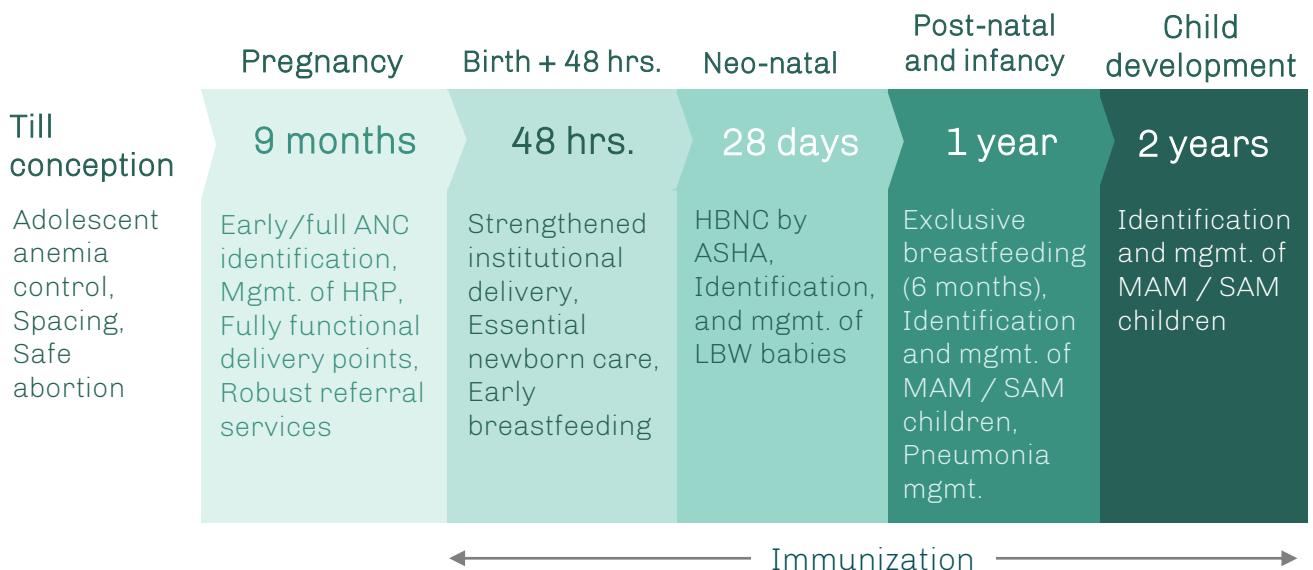 Till
conception
Adolescent
anemia
control,
Spacing,
Safe
abortion
Pregnancy
9 months
Early/full ANC
identification,
Mgmt. of HRP,
Fully functional
delivery points,
Robust referral
services
Birth + 48 hrs.
48 hrs.
Strengthened
institutional
delivery,
Essential
newborn care,
Early
breastfeeding
Neo-natal
28 days
HBNC by
ASHA,
Identification,
and mgmt. of
LBW babies
Post-natal
and infancy
1 year
Exclusive
breastfeeding
(6 months),
Identification
and mgmt. of
MAM / SAM
children,
Pneumonia
mgmt.
Child
development
2 years
Identification
and mgmt. of
MAM / SAM
children
Immunization